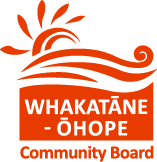 WHAKATĀNE
- ŌHOPE
Community Board